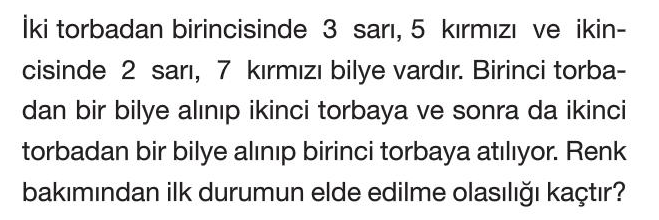 İki torbadan birincisinde 3 sarı, 5 kırmızı ve ikin-
cisinde 2 sarı, 7 kırmızı bilye vardır. Birinci torba-
dan bir bilye alınıp ikinci torbaya ve sonra da ikinci
torbadan bir bilye alınıp birinci torbaya atılıyor. Renk
bakımından ilk durumun elde edilme olasılığı kaçtır?